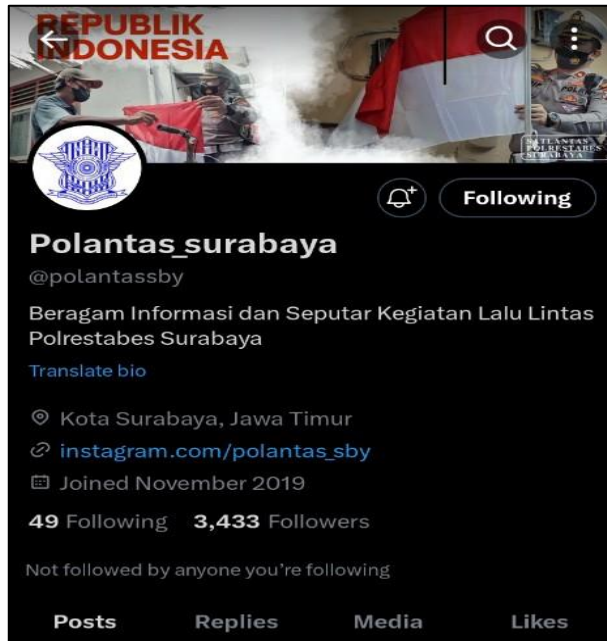 REPUBLIK
INDONESIA
SATLANTAS
POLRESTABES
SURABAYA
Following
Polantas_surabaya
@polantassby
Beragam Informasi dan Seputar Kegiatan Lalu Lintas
Polrestabes Surabaya
Translate bio
Kota Surabaya, Jawa Timur
instagram.com/polantas_sby
Joined November 2019
49 Following 3,433 Followers
Not followed by anyone you’re following
Posts Replies Media Likes